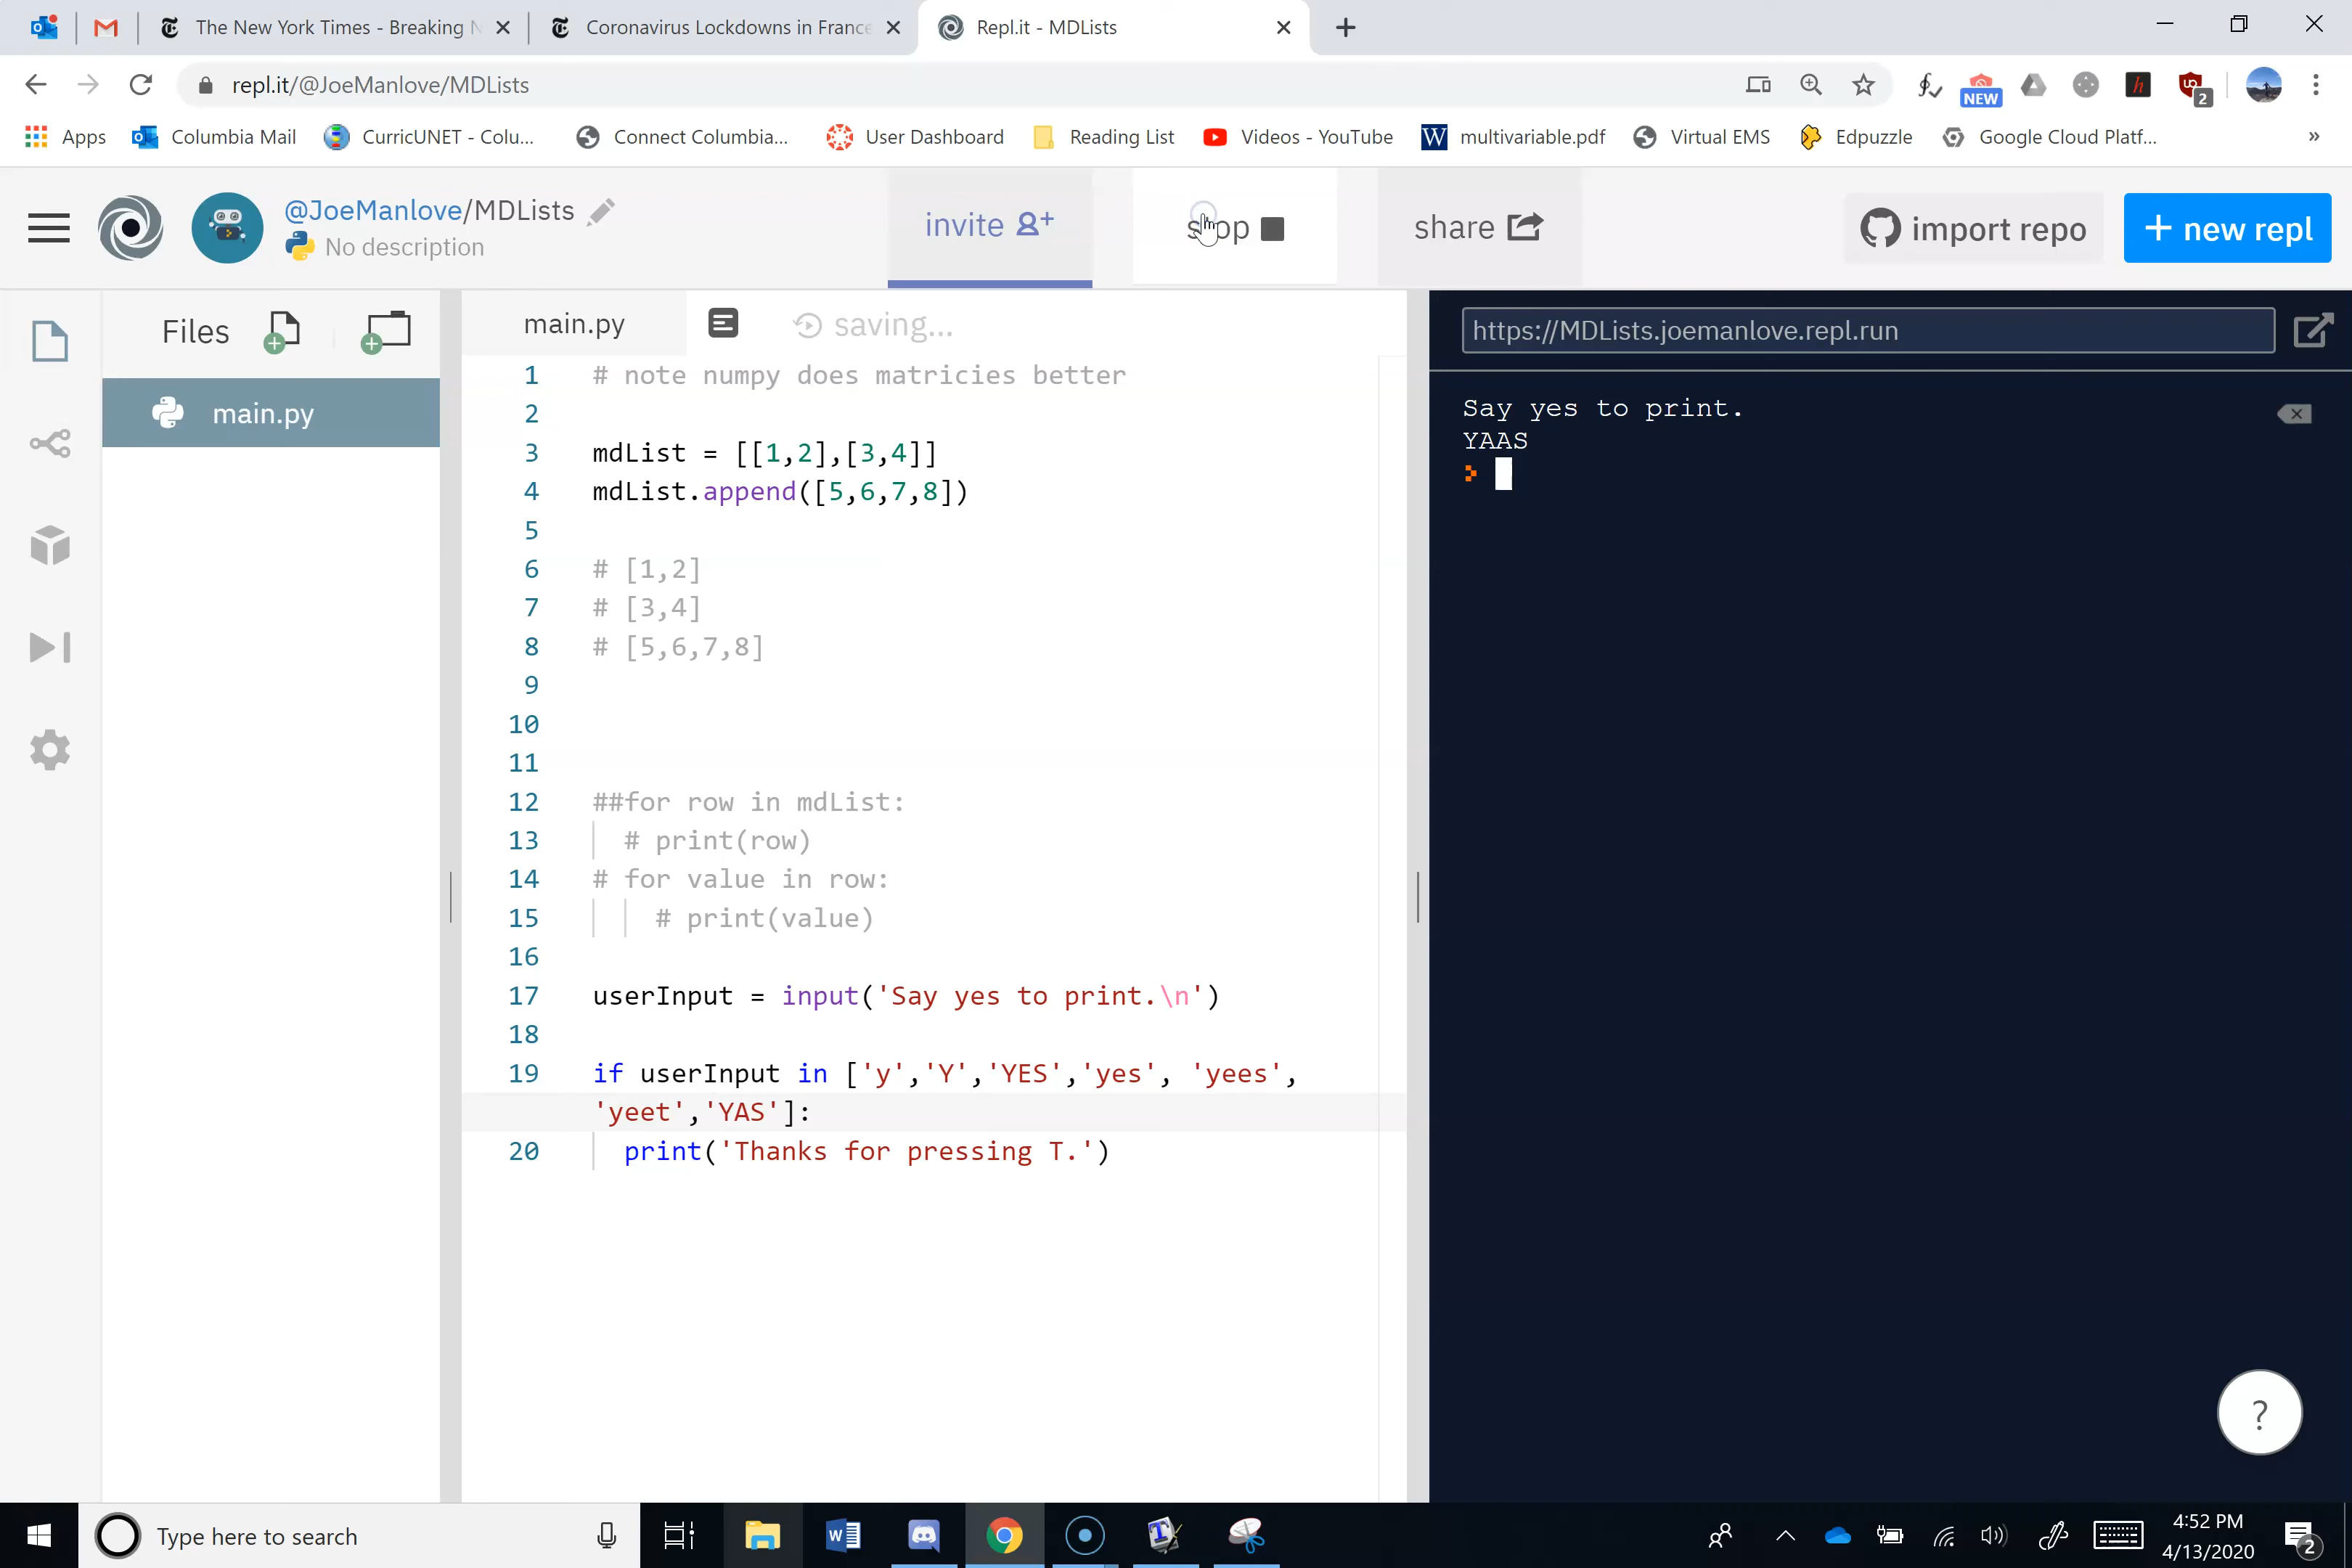 The New York Times - Breaking N
Coronavirus Lockdowns in France
Repl.it - MDLists
repl.it/@JoeManlove/MDLists
NEW
2
Apps
Columbia Mail
CurricUNET - Colu...
Connect Columbia...
User Dashboard
Reading List
Videos - YouTube
multivariable.pdf
Virtual EMS
Edpuzzle
Google Cloud Platf...
»
@JoeManlove/MDLists
No description
invite
stop
share
import repo
+ new repl
Files
main.py
main.py
saving...
1 # note numpy does matricies better
2
3 mdList = [[1,2],[3,4]]
4 mdList.append([5,6,7,8])
5
6 # [1,2]
7 # [3,4]
8 # [5,6,7,8]
9
10
11
12 ##for row in mdList:
13 # print(row)
14 # for value in row:
15 # print(value)
16
17 userInput = input('Say yes to print.\n')
18
19 if userInput in ['y','Y','YES','yes', 'yees',
'yeet','YAS']:
20 print('Thanks for pressing T.')
https://MDLists.joemanlove.repl.run
Say yes to print.
YAAS
?
Type here to search
4:52 PM
4/13/2020
2